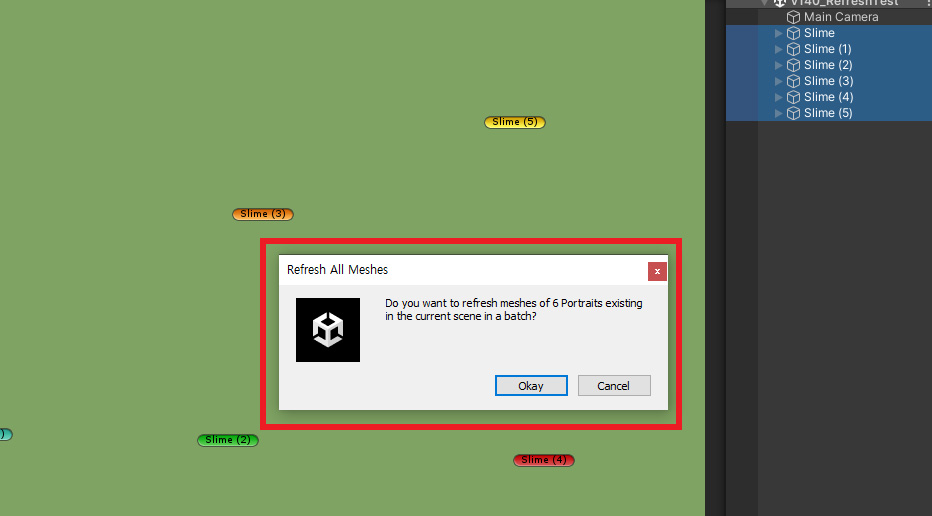 V140_RefreshTest
Main Camera
Slime
Slime (1)
Slime (2)
Slime (3)
Slime (4)
Slime (5)
Slime (5)
Slime (3)
Refresh All Meshes
x
Do you want to refresh meshes of 6 Portraits existing
in the current scene in a batch?
Okay
Cancel
)
Slime (2)
Slime (4)